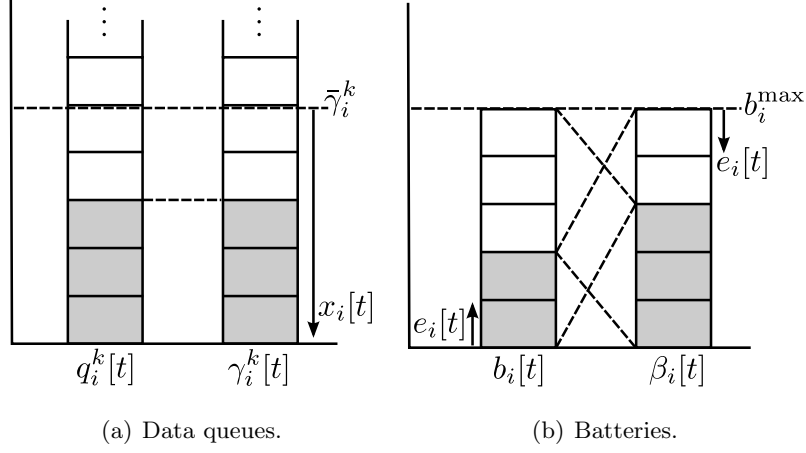 ⋮ ⋮
γ̄_i^k
b_i^max
e_i[t]
x_i[t]
e_i[t]
q_i^k[t] γ_i^k[t] b_i[t] β_i[t]
(a) Data queues. (b) Batteries.